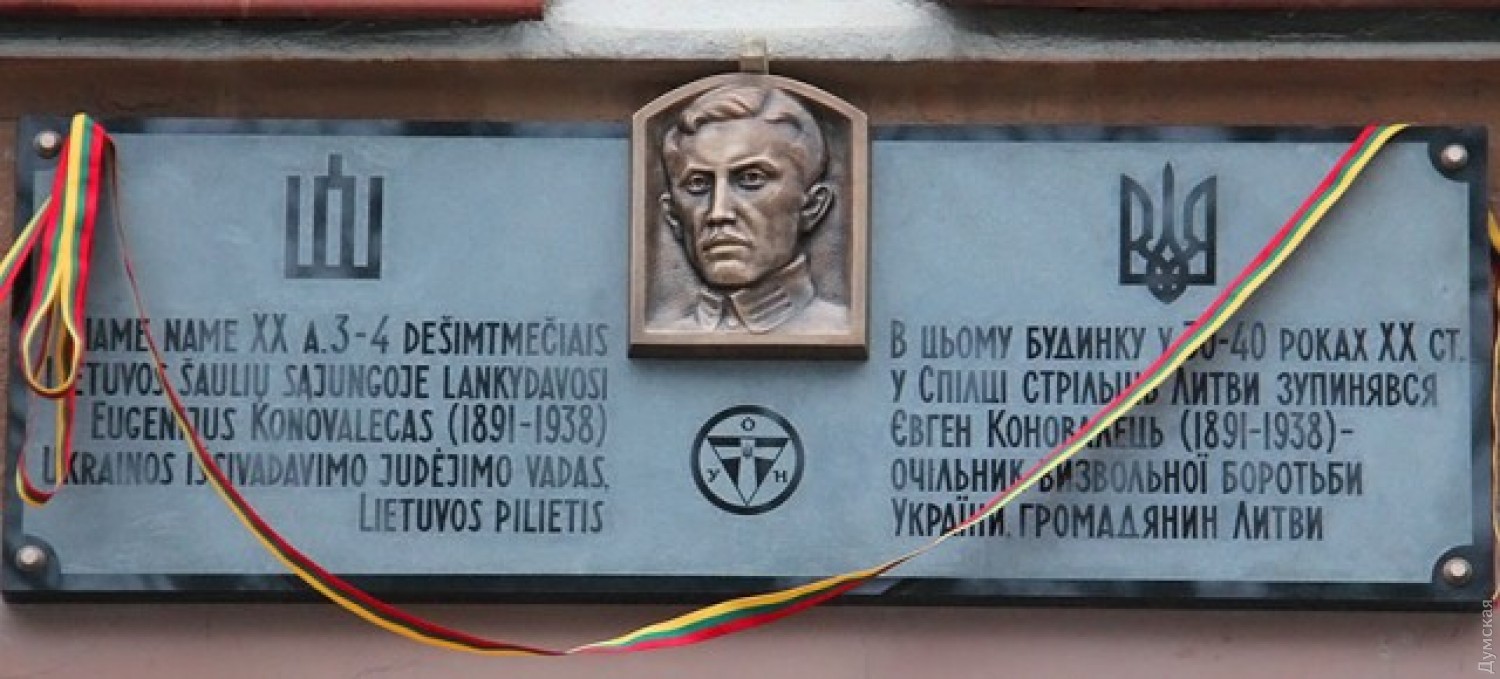 NAME XX A. 3-4 DEŠIMTMEČIAIS
LIETUVOS ŠAULIŲ SĄJUNGOJE LANKYDAVOSI
EUGENIJUS KONOVALECAS (1891-1938)
UKRAINOS IŠSIVADAVIMO JUDĖJIMO VADAS,
LIETUVOS PILIETIS
О
У Н
В ЦЬОМУ БУДИНКУ У 30-40 РОКАХ XX СТ.
У СПІЛЦІ СТРІЛЬЦІВ ЛИТВИ ЗУПИНЯВСЯ
ЄВГЕН КОНОВАЛЕЦЬ (1891-1938)-
ОЧІЛЬНИК ВИЗВОЛЬНОЇ БОРОТЬБИ
УКРАЇНИ, ГРОМАДЯНИН ЛИТВИ
Думская